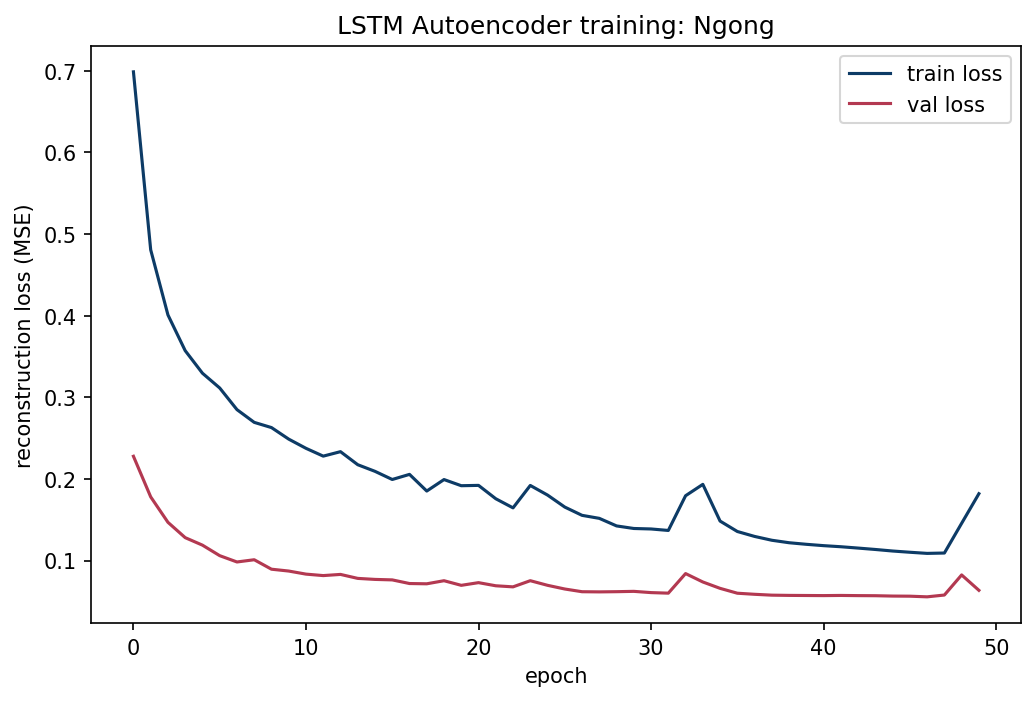 LSTM Autoencoder training: Ngong
train loss
val loss
reconstruction loss (MSE)
0.7
0.6
0.5
0.4
0.3
0.2
0.1
0 10 20 30 40 50
epoch